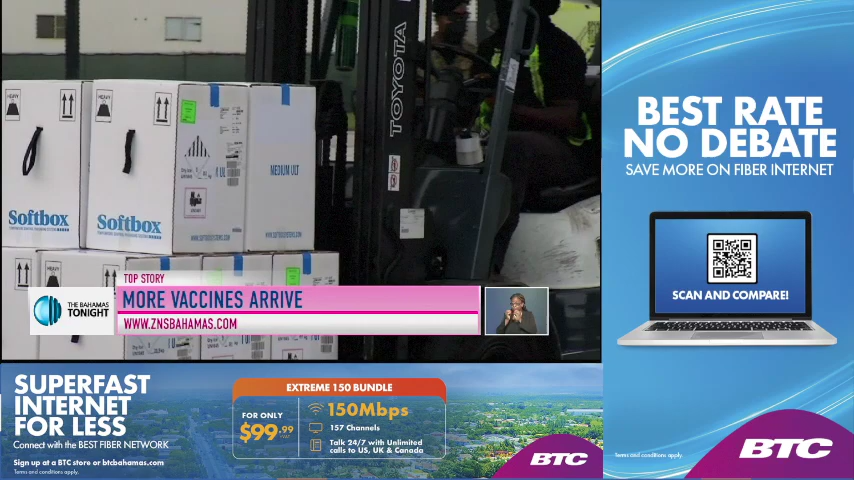 HEAVY
HEAVY
Softbox
Softbox
MEDIUM ULT
TOYOTA
HEAVY
TOP STORY
THE BAHAMAS
TONIGHT
MORE VACCINES ARRIVE
WWW.ZNSBAHAMAS.COM
BEST RATE
NO DEBATE
SAVE MORE ON FIBER INTERNET
SCAN AND COMPARE!
Terms and conditions apply.
BTC
SUPERFAST
INTERNET
FOR LESS
Connect with the BEST FIBER NETWORK
Sign up at a BTC store or btcbahamas.com
Terms and conditions apply.
EXTREME 150 BUNDLE
FOR ONLY
$99.99
150Mbps
157 Channels
Talk 24/7 with Unlimited
calls to US, UK & Canada
BTC